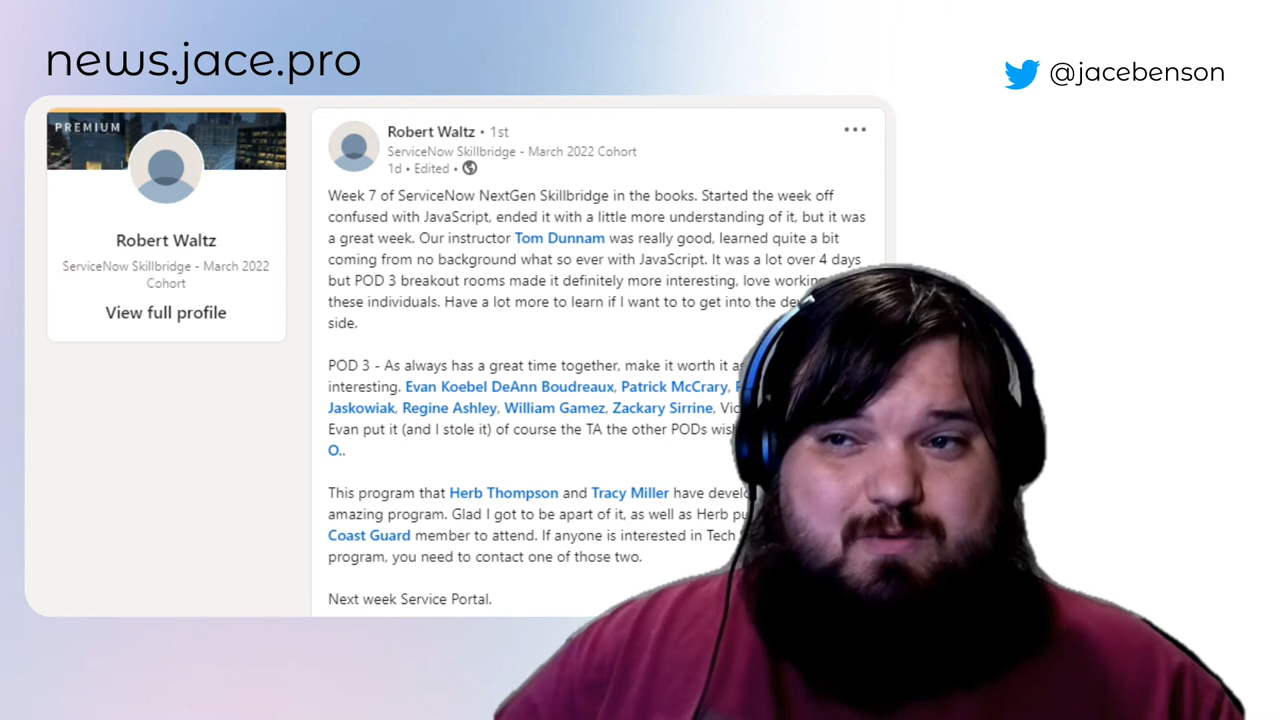 news.jace.pro
@jacebenson
PREMIUM
Robert Waltz
ServiceNow Skillbridge - March 2022
Cohort
View full profile
Robert Waltz • 1st
ServiceNow Skillbridge - March 2022 Cohort
1d • Edited •
Week 7 of ServiceNow NextGen Skillbridge in the books. Started the week off
confused with JavaScript, ended it with a little more understanding of it, but it was
a great week. Our instructor Tom Dunnam was really good, learned quite a bit
coming from no background what so ever with JavaScript. It was a lot over 4 days
but POD 3 breakout rooms made it definitely more interesting, love working
these individuals. Have a lot more to learn if I want to to get into the
side.
POD 3 - As always has a great time together, make it worth it
interesting. Evan Koebel DeAnn Boudreaux, Patrick McCrary,
Jaskowiak, Regine Ashley, William Gamez, Zackary Sirrine,
Evan put it (and I stole it) of course the TA the other PODs
O..
This program that Herb Thompson and Tracy Miller have
amazing program. Glad I got to be apart of it, as well as Herb
Coast Guard member to attend. If anyone is interested in Tech
program, you need to contact one of those two.
Next week Service Portal.